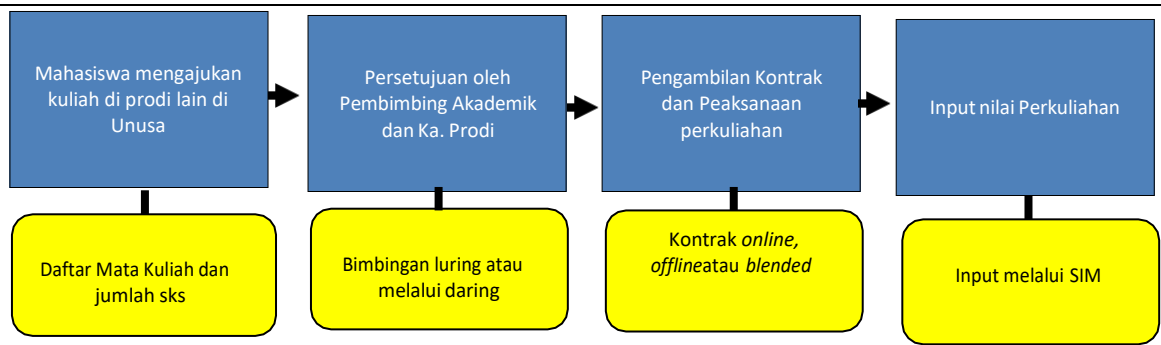 Mahasiswa mengajukan
kuliah di prodi lain di
Unusa
Persetujuan oleh
Pembimbing Akademik
dan Ka. Prodi
Pengambilan Kontrak
dan Peaksanaan
perkuliahan
Input nilai Perkuliahan
Daftar Mata Kuliah dan
jumlah sks
Bimbingan luring atau
melalui daring
Kontrak online,
offlineatau blended
Input melalui SIM